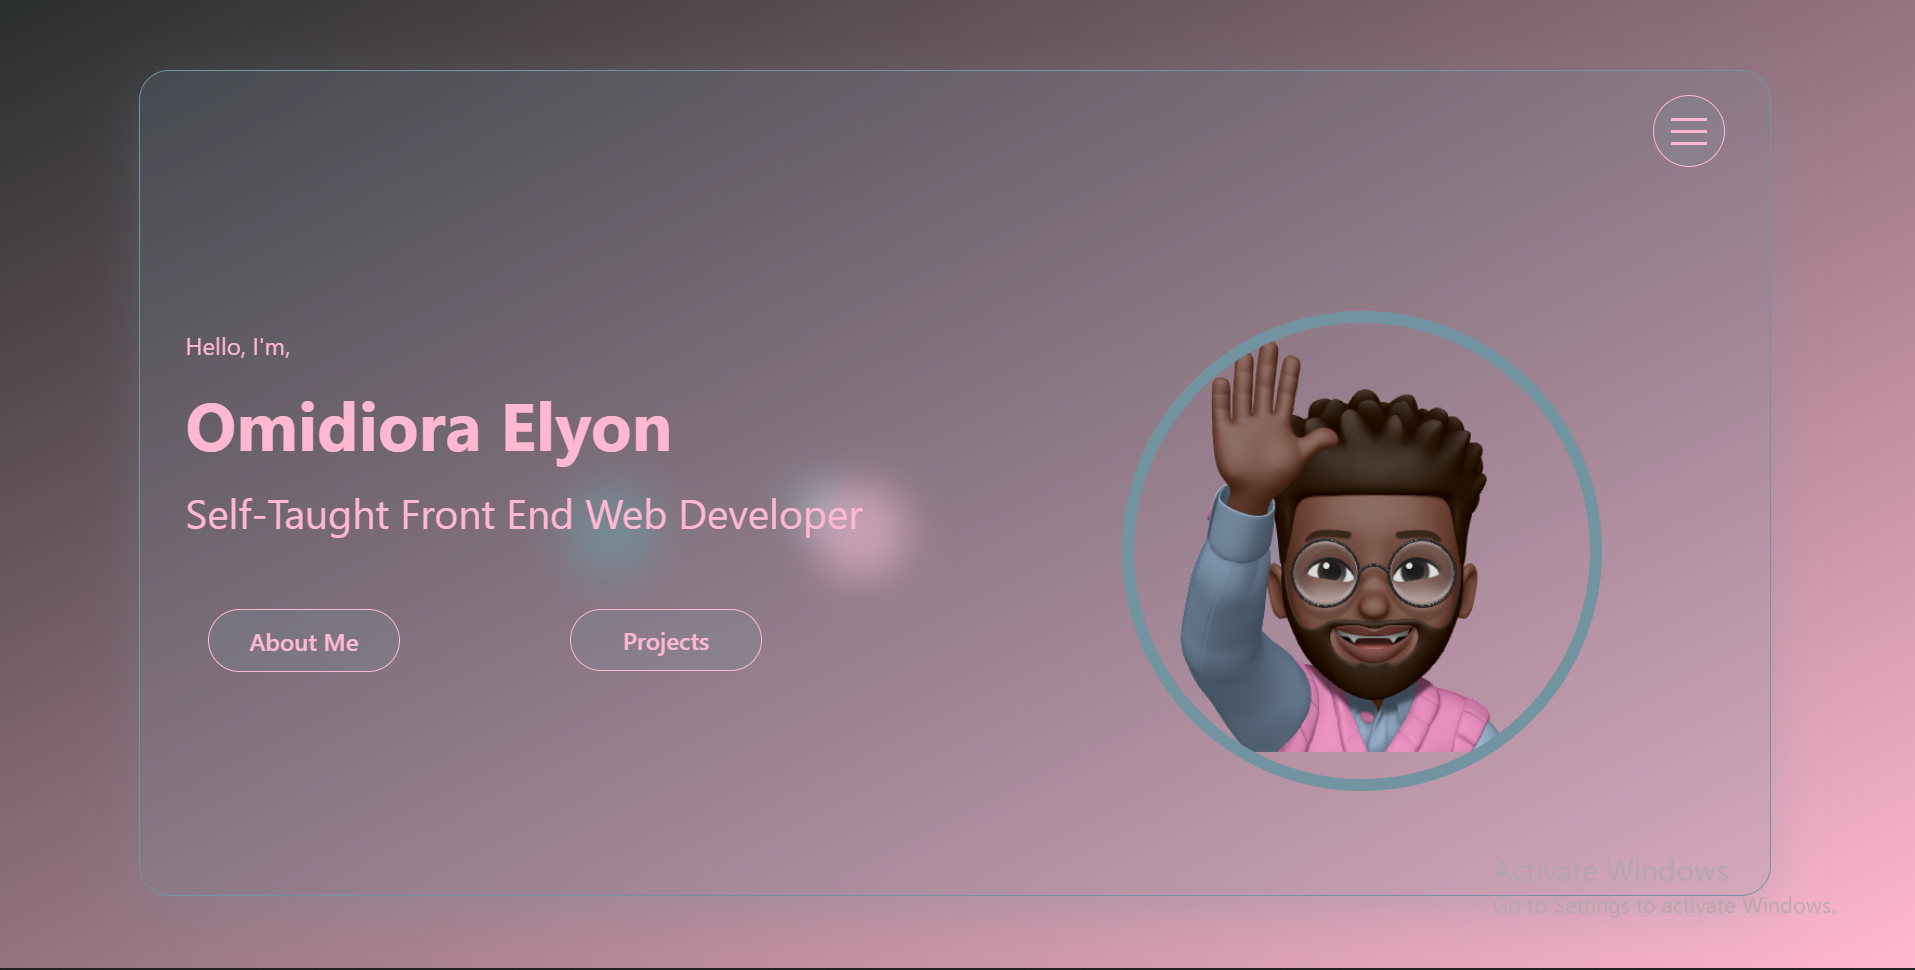 Hello, I'm,
Omidiora Elyon
Self-Taught Front End Web Developer
About Me
Projects
Activate Windows
Go to Settings to activate Windows.